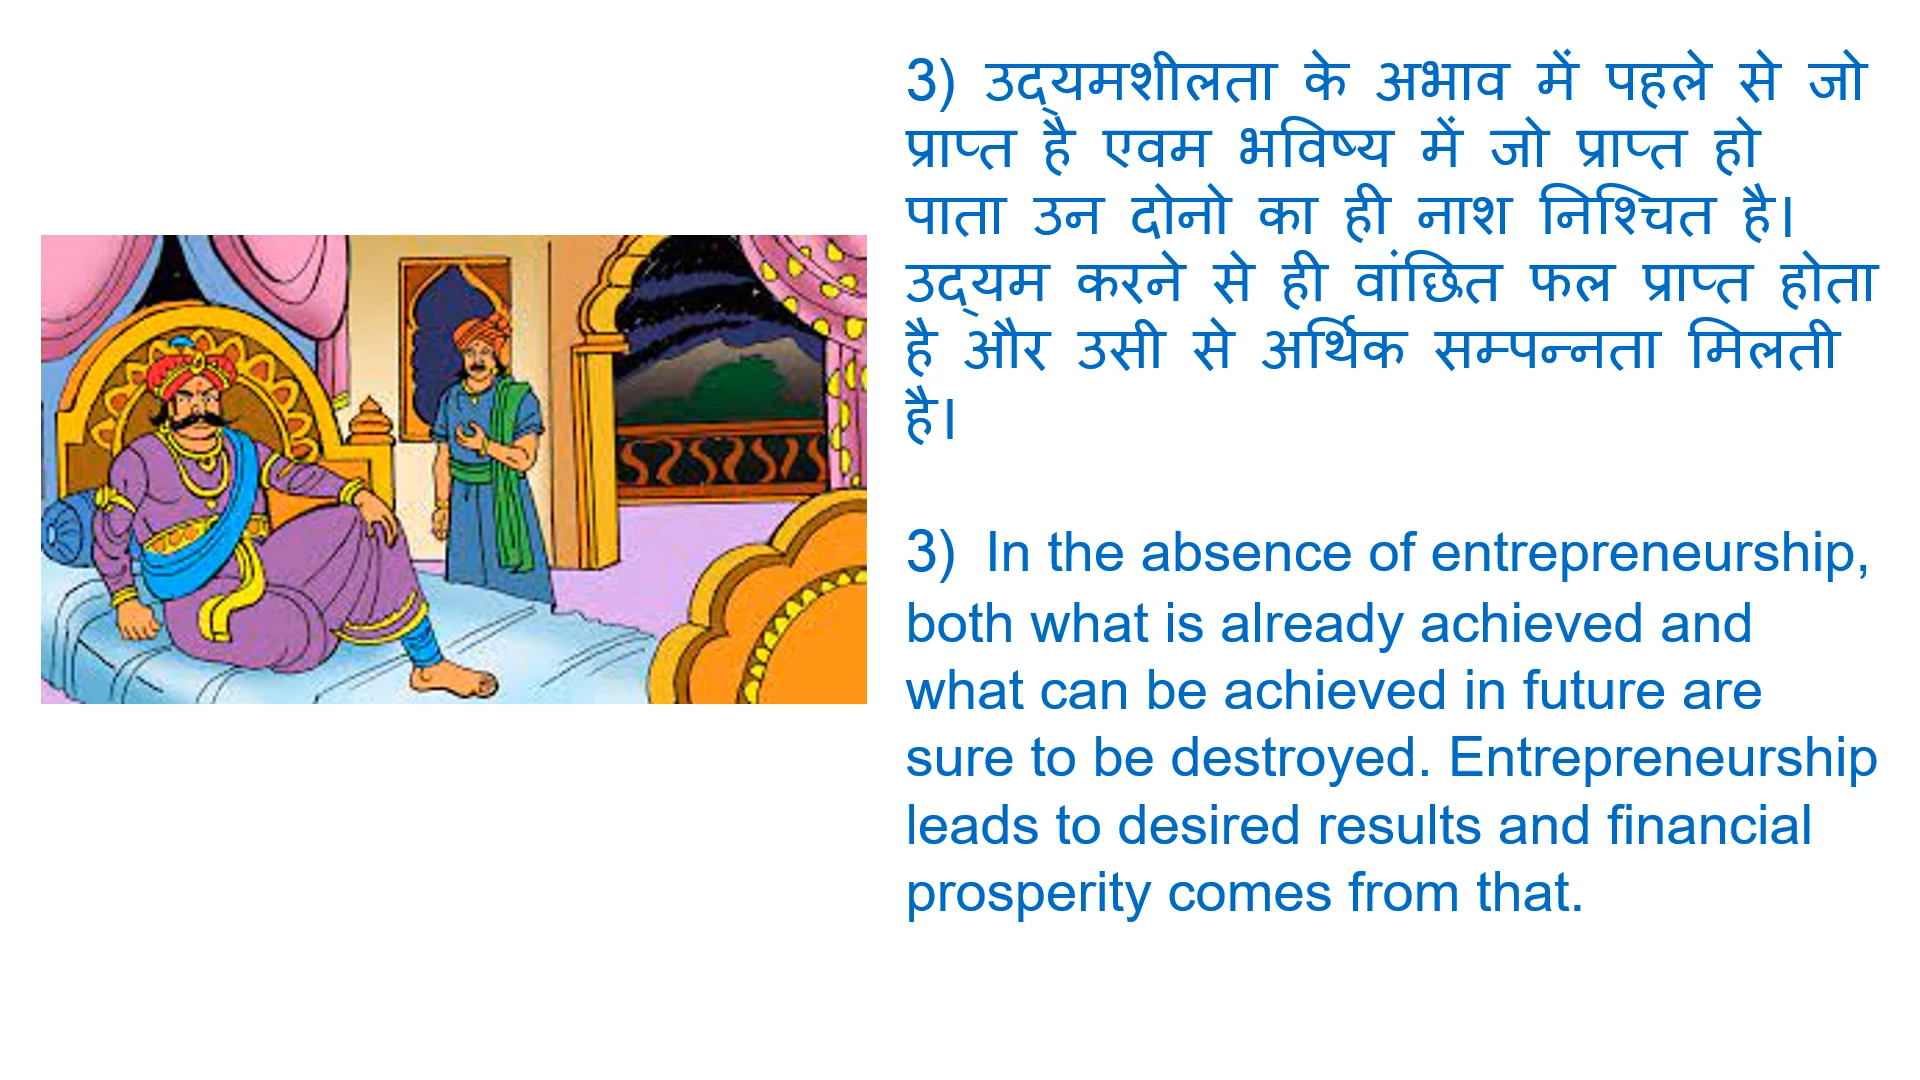 3) उद्यमशीलता के अभाव में पहले से जो
प्राप्त है एवम भविष्य में जो प्राप्त हो
पाता उन दोनो का ही नाश निश्चित है।
उद्यम करने से ही वांछित फल प्राप्त होता
है और उसी से अर्थिक सम्पन्नता मिलती
है।
3) In the absence of entrepreneurship,
both what is already achieved and
what can be achieved in future are
sure to be destroyed. Entrepreneurship
leads to desired results and financial
prosperity comes from that.